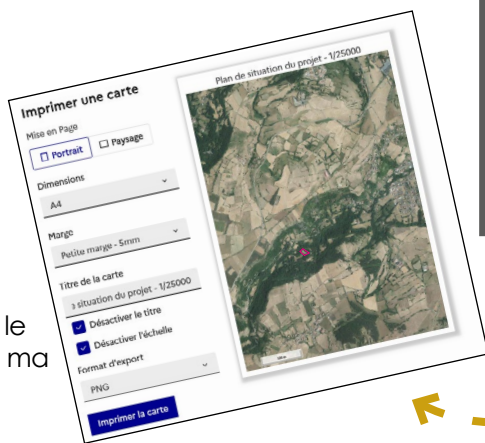 Imprimer une carte
Mise en Page
Portrait
Paysage
Dimensions
A4
Marge
Petite marge - 5mm
Titre de la carte
situation du projet - 1/25000
Désactiver le titre
Désactiver l'échelle
Format d'export
PNG
Imprimer la carte
Plan de situation du projet - 1/25000
le
ma